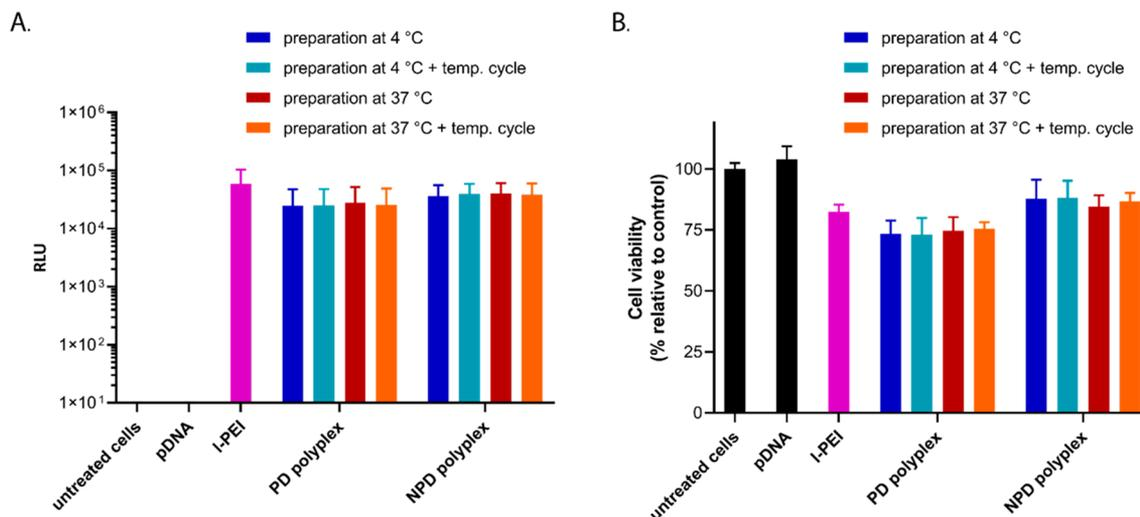 A.
preparation at 4 °C
preparation at 4 °C + temp. cycle
preparation at 37 °C
preparation at 37 °C + temp. cycle
1×10⁶
1×10⁵
1×10⁴
1×10³
1×10²
1×10¹
RLU
untreated cells
pDNA
l-PEI
PD polyplex
NPD polyplex
B.
preparation at 4 °C
preparation at 4 °C + temp. cycle
preparation at 37 °C
preparation at 37 °C + temp. cycle
100
75
50
25
0
Cell viability
(% relative to control)
untreated cells
pDNA
l-PEI
PD polyplex
NPD polyplex